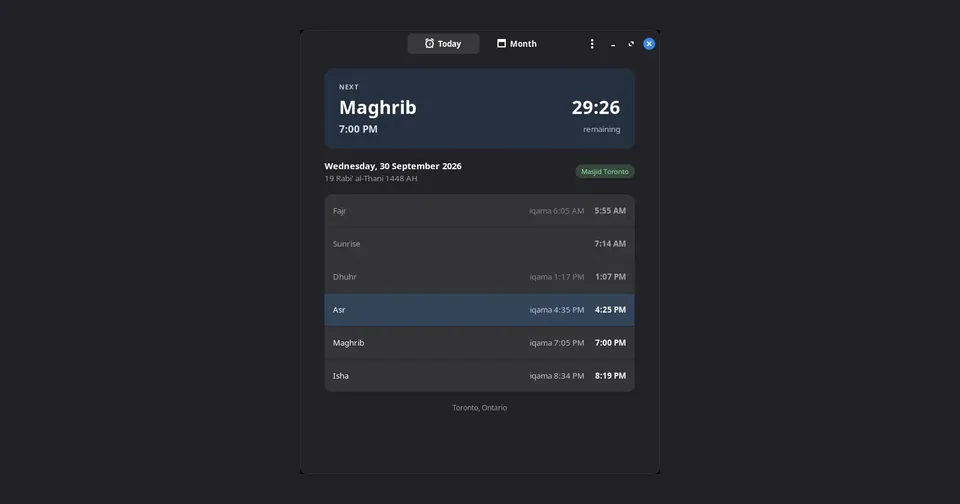 Today Month
NEXT
Maghrib 29:26
7:00 PM remaining
Wednesday, 30 September 2026
19 Rabi' al-Thani 1448 AH
Masjid Toronto
Fajr iqama 6:05 AM 5:55 AM
Sunrise 7:14 AM
Dhuhr iqama 1:17 PM 1:07 PM
Asr iqama 4:35 PM 4:25 PM
Maghrib iqama 7:05 PM 7:00 PM
Isha iqama 8:34 PM 8:19 PM
Toronto, Ontario